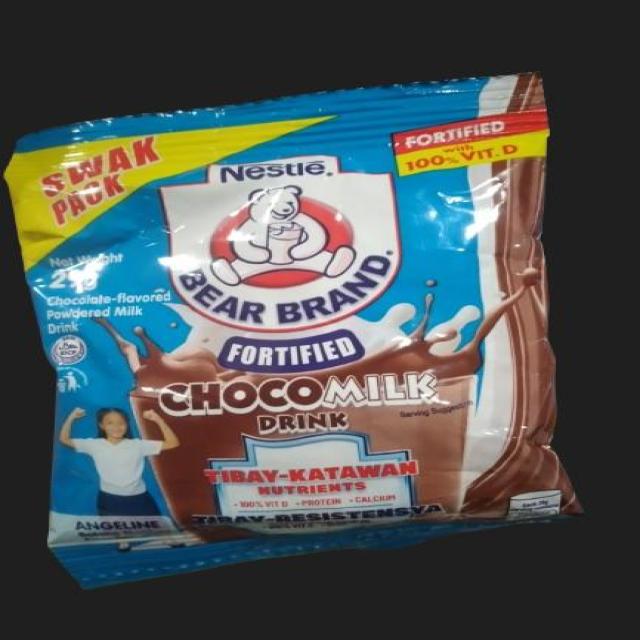 SWAK
PACK
FORTIFIED
with
100% VIT. D
Nestlé
BEAR BRAND
Net Weight
Chocolate-flavored
Powdered Milk
Drink
FORTIFIED
CHOCOMILK
DRINK
Serving Suggestion
TIBAY-KATAWAN
NUTRIENTS
• 100% VIT D • PROTEIN • CALCIUM
TIBAY-RESISTENSYA
ANGELINE